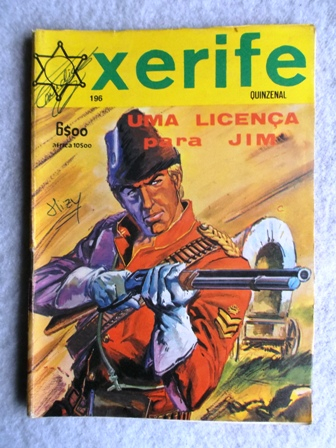 xerife
196
QUINZENAL
6$00
áfrica 10$00
UMA LICENÇA
para JIM